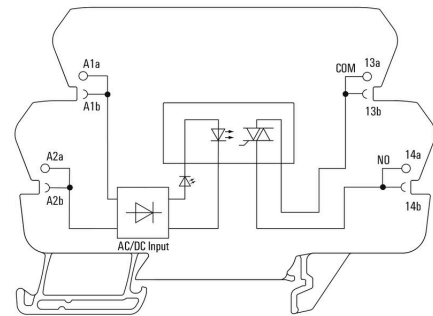 A1a
A1b
A2a
A2b
AC/DC Input
COM 13a
13b
NO 14a
14b